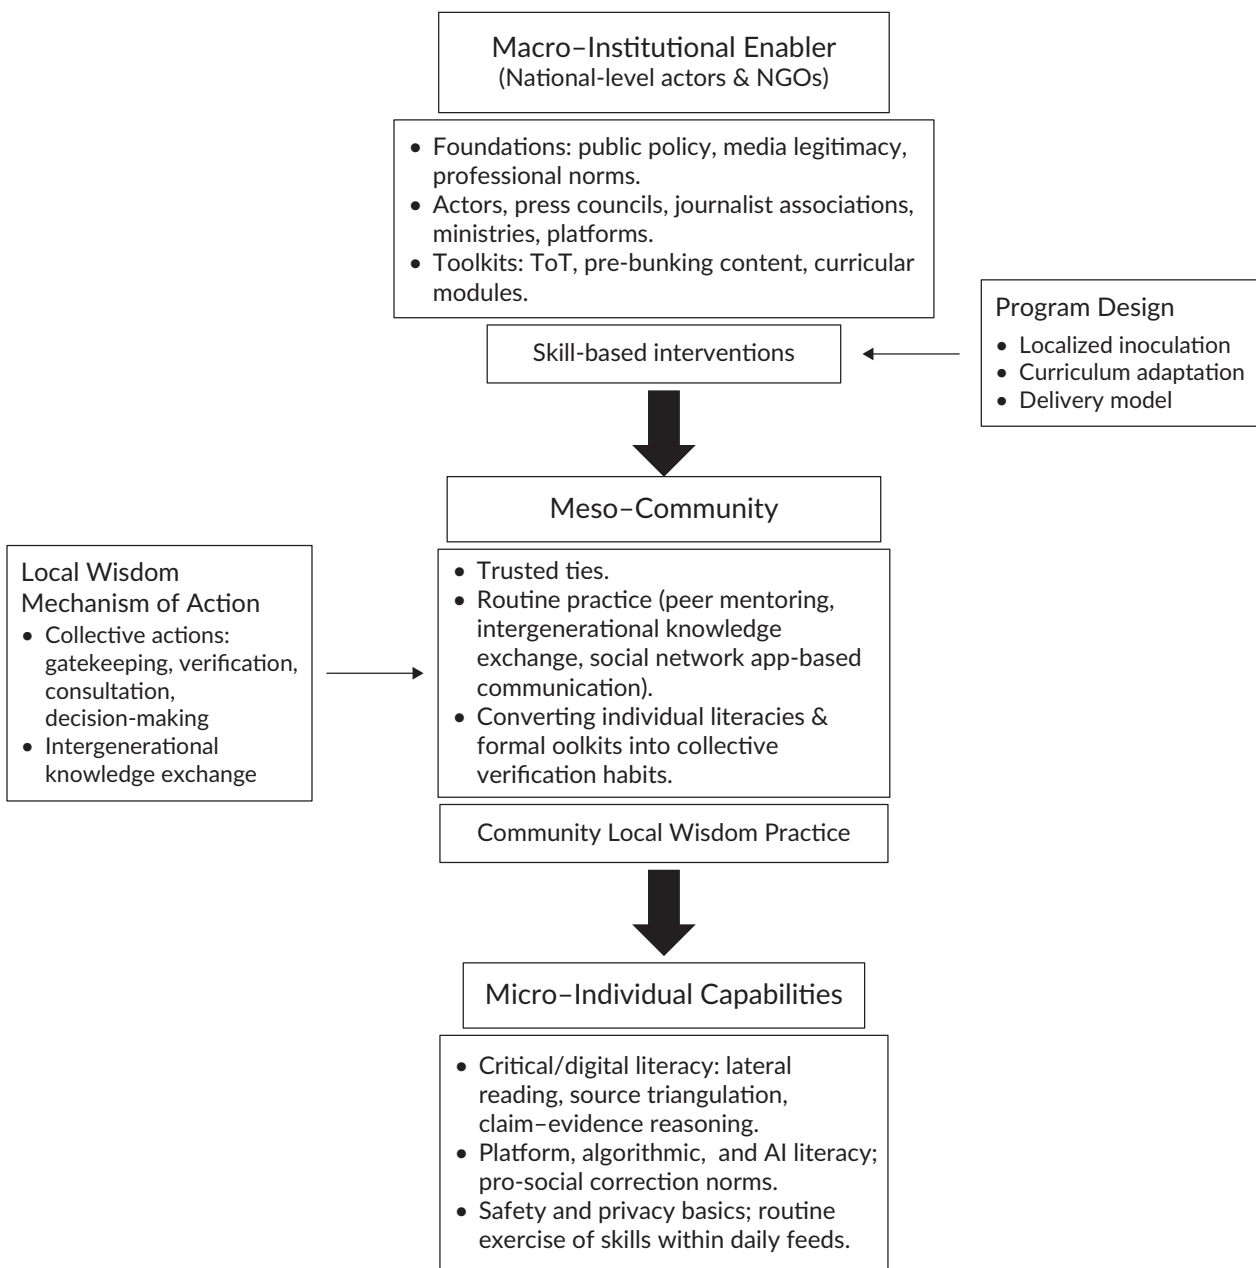 Macro–Institutional Enabler
(National-level actors & NGOs)
• Foundations: public policy, media legitimacy,
professional norms.
• Actors, press councils, journalist associations,
ministries, platforms.
• Toolkits: ToT, pre-bunking content, curricular
modules.
Skill-based interventions
Program Design
• Localized inoculation
• Curriculum adaptation
• Delivery model
Meso–Community
Local Wisdom
Mechanism of Action
• Collective actions:
gatekeeping, verification,
consultation,
decision-making
• Intergenerational
knowledge exchange
• Trusted ties.
• Routine practice (peer mentoring,
intergenerational knowledge
exchange, social network app-based
communication).
• Converting individual literacies &
formal oolkits into collective
verification habits.
Community Local Wisdom Practice
Micro–Individual Capabilities
• Critical/digital literacy: lateral
reading, source triangulation,
claim–evidence reasoning.
• Platform, algorithmic,  and AI literacy;
pro-social correction norms.
• Safety and privacy basics; routine
exercise of skills within daily feeds.